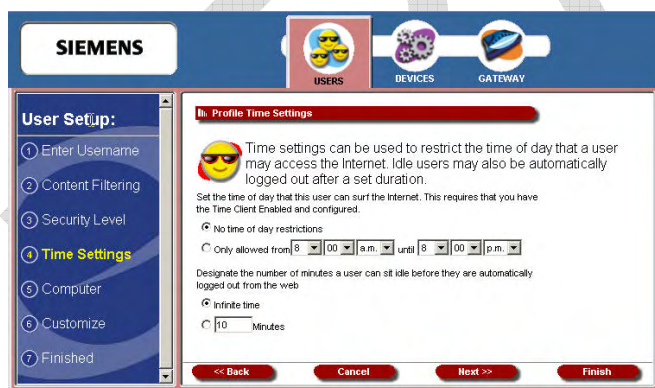 SIEMENS
USERS
DEVICES
GATEWAY
User Setup:
1 Enter Username
2 Content Filtering
3 Security Level
4 Time Settings
5 Computer
6 Customize
7 Finished
Profile Time Settings
Time settings can be used to restrict the time of day that a user
may access the Internet. Idle users may also be automatically
logged out after a set duration.
Set the time of day that this user can surf the Internet. This requires that you have
the Time Client Enabled and configured.
No time of day restrictions
Only allowed from 8 00 a.m. until 8 00 p.m.
Designate the number of minutes a user can sit idle before they are automatically
logged out from the web
Infinite time
10 Minutes
<< Back
Cancel
Next >>
Finish